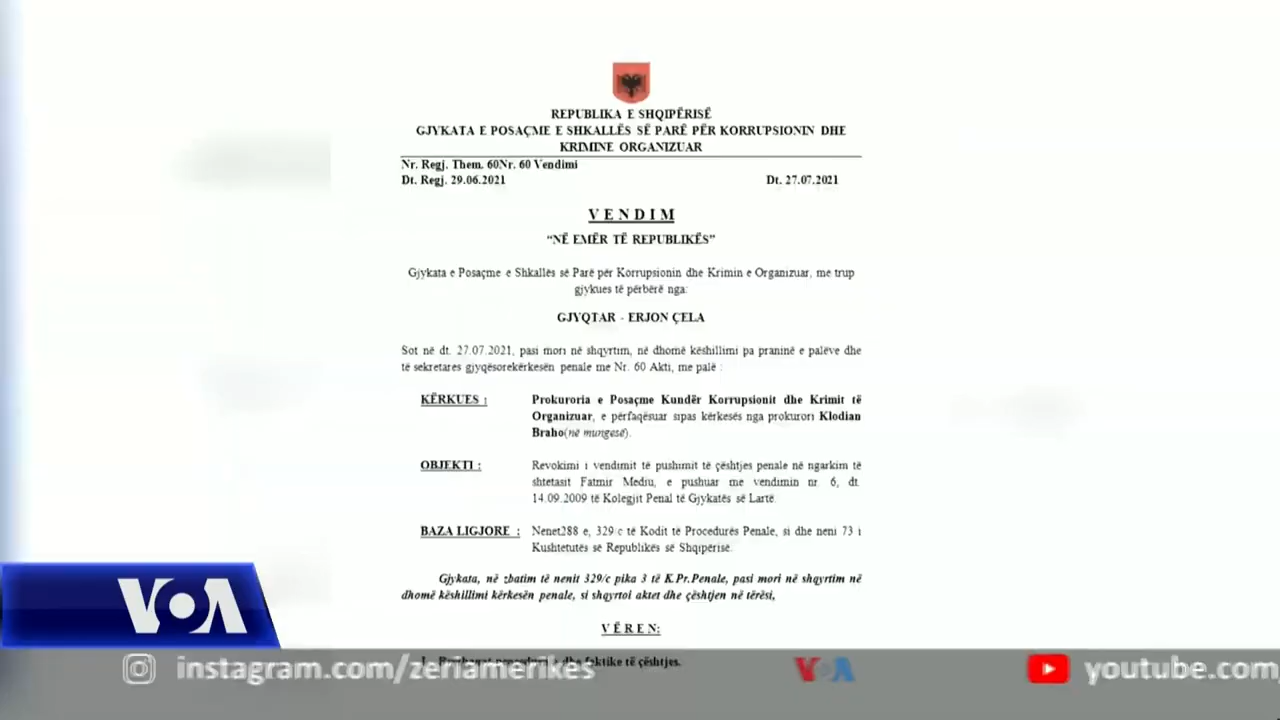 REPUBLIKA E SHQIPËRISË
GJYKATA E POSAÇME E SHKALLËS SË PARË PËR KORRUPSIONIN DHE
KRIMINE ORGANIZUAR
Nr. Regj. Them. 60Nr. 60 Vendimi
Dt. Regj. 29.06.2021 Dt. 27.07.2021
VENDIM
“NË EMËR TË REPUBLIKËS”
Gjykata e Posaçme e Shkallës së Parë për Korrupsionin dhe Krimin e Organizuar, me trup
gjykues të përbërë nga:
GJYQTAR - ERJON ÇELA
Sot në dt. 27.07.2021, pasi mori në shqyrtim, në dhomë këshillimi pa praninë e palëve dhe
të sekretares gjyqësorekërkesën penale me Nr. 60 Akti, me palë :
KËRKUES : Prokuroria e Posaçme Kundër Korrupsionit dhe Krimit të
Organizuar, e përfaqësuar sipas kërkesës nga prokurori Klodian
Braho(në mungesë).
OBJEKTI : Revokimi i vendimit të pushimit të çështjes penale në ngarkim të
shtetasit Fatmir Mediu, e pushuar me vendimin nr. 6, dt.
14.09.2009 të Kolegjit Penal të Gjykatës së Lartë.
BAZA LIGJORE : Nenet288 e, 329/c të Kodit të Procedurës Penale, si dhe neni 73 i
Kushtetutës së Republikës së Shqipërisë.
Gjykata, në zbatim të nenit 329/c pika 3 të K.Pr.Penale, pasi mori në shqyrtim në
dhomë këshillimi kërkesën penale, si shqyrtoi aktet dhe çështjen në tërësi,
VËREN:
dhe faktike të çështjes.
VOA
instagram.com/zeriamerikes VOA youtube.com/